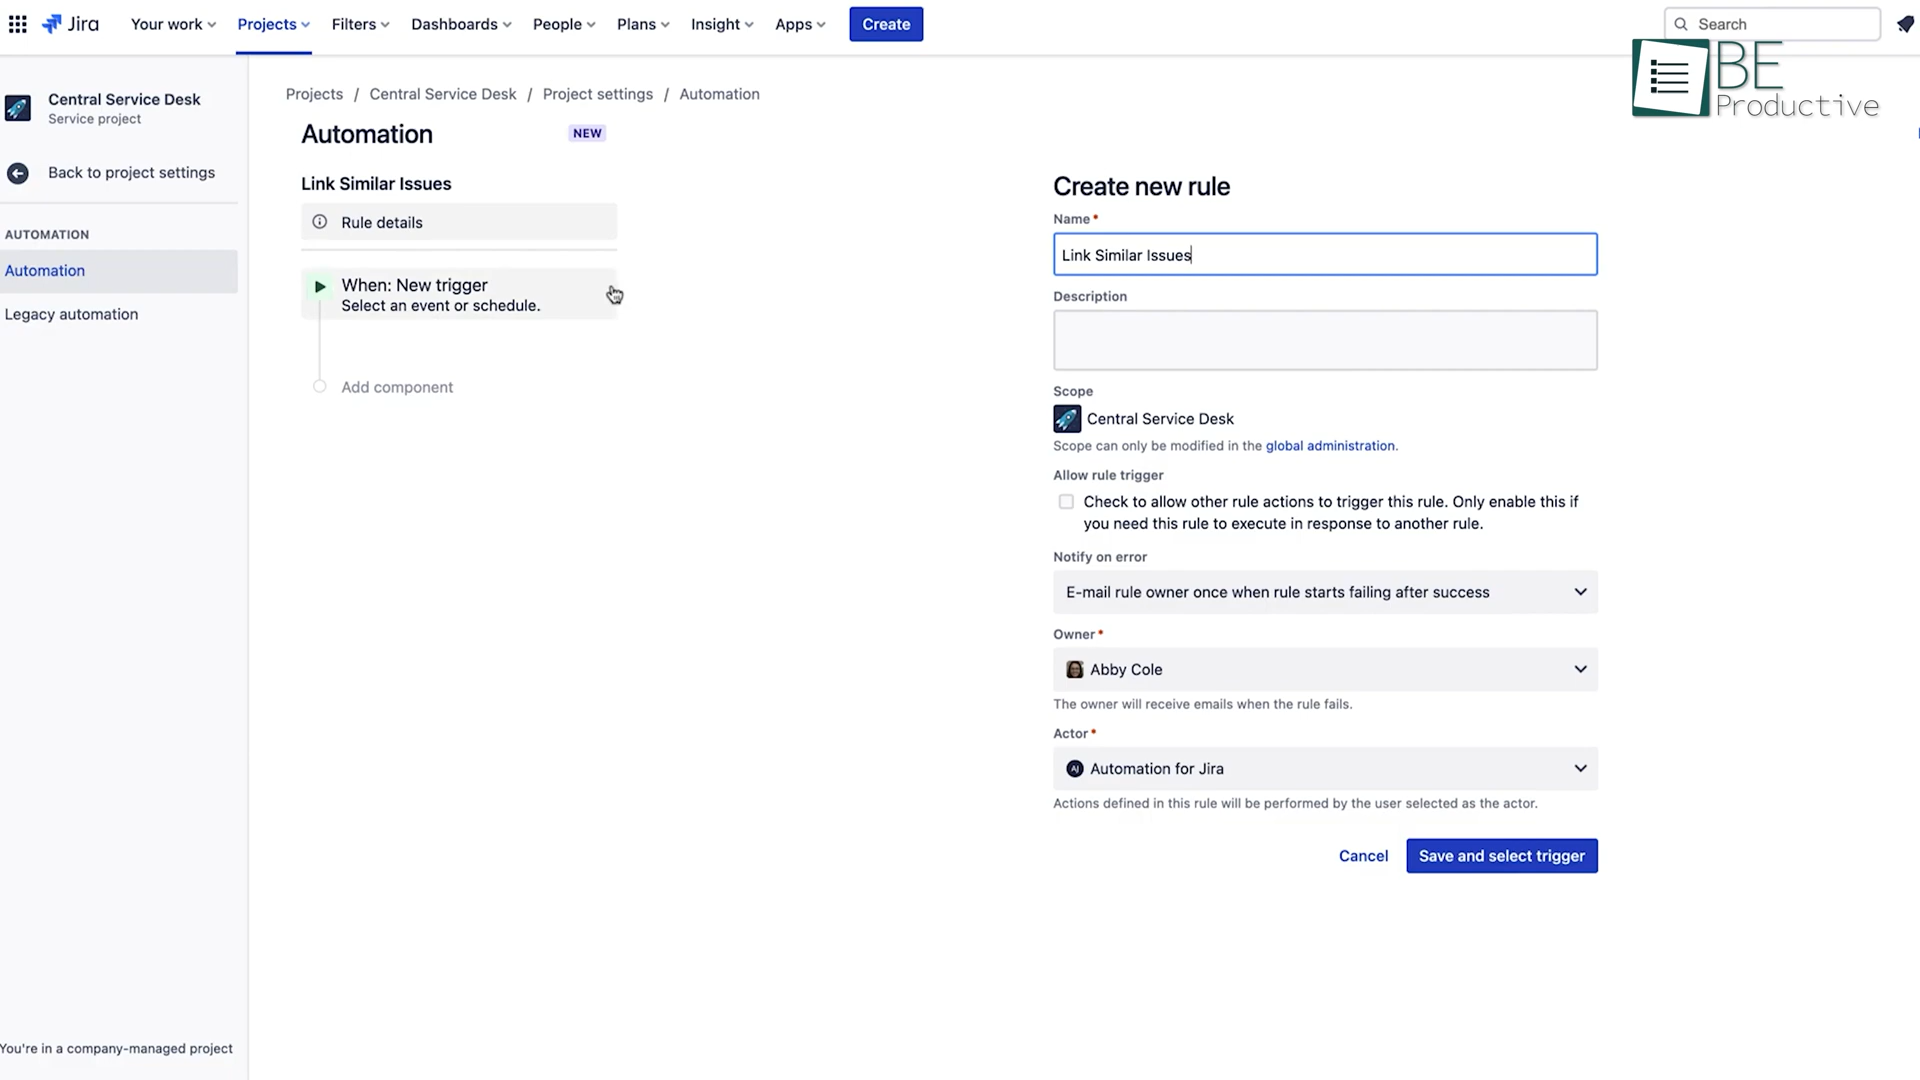 Jira
Your work
Projects
Filters
Dashboards
People
Plans
Insight
Apps
Create
Search
BE
Productive
Central Service Desk
Service project
Back to project settings
AUTOMATION
Automation
Legacy automation
You're in a company-managed project
Projects / Central Service Desk / Project settings / Automation
Automation NEW
Link Similar Issues
Rule details
When: New trigger
Select an event or schedule.
Add component
Create new rule
Name *
Link Similar Issues
Description
Scope
Central Service Desk
Scope can only be modified in the global administration.
Allow rule trigger
Check to allow other rule actions to trigger this rule. Only enable this if
you need this rule to execute in response to another rule.
Notify on error
E-mail rule owner once when rule starts failing after success
Owner *
Abby Cole
The owner will receive emails when the rule fails.
Actor *
AJ Automation for Jira
Actions defined in this rule will be performed by the user selected as the actor.
Cancel
Save and select trigger